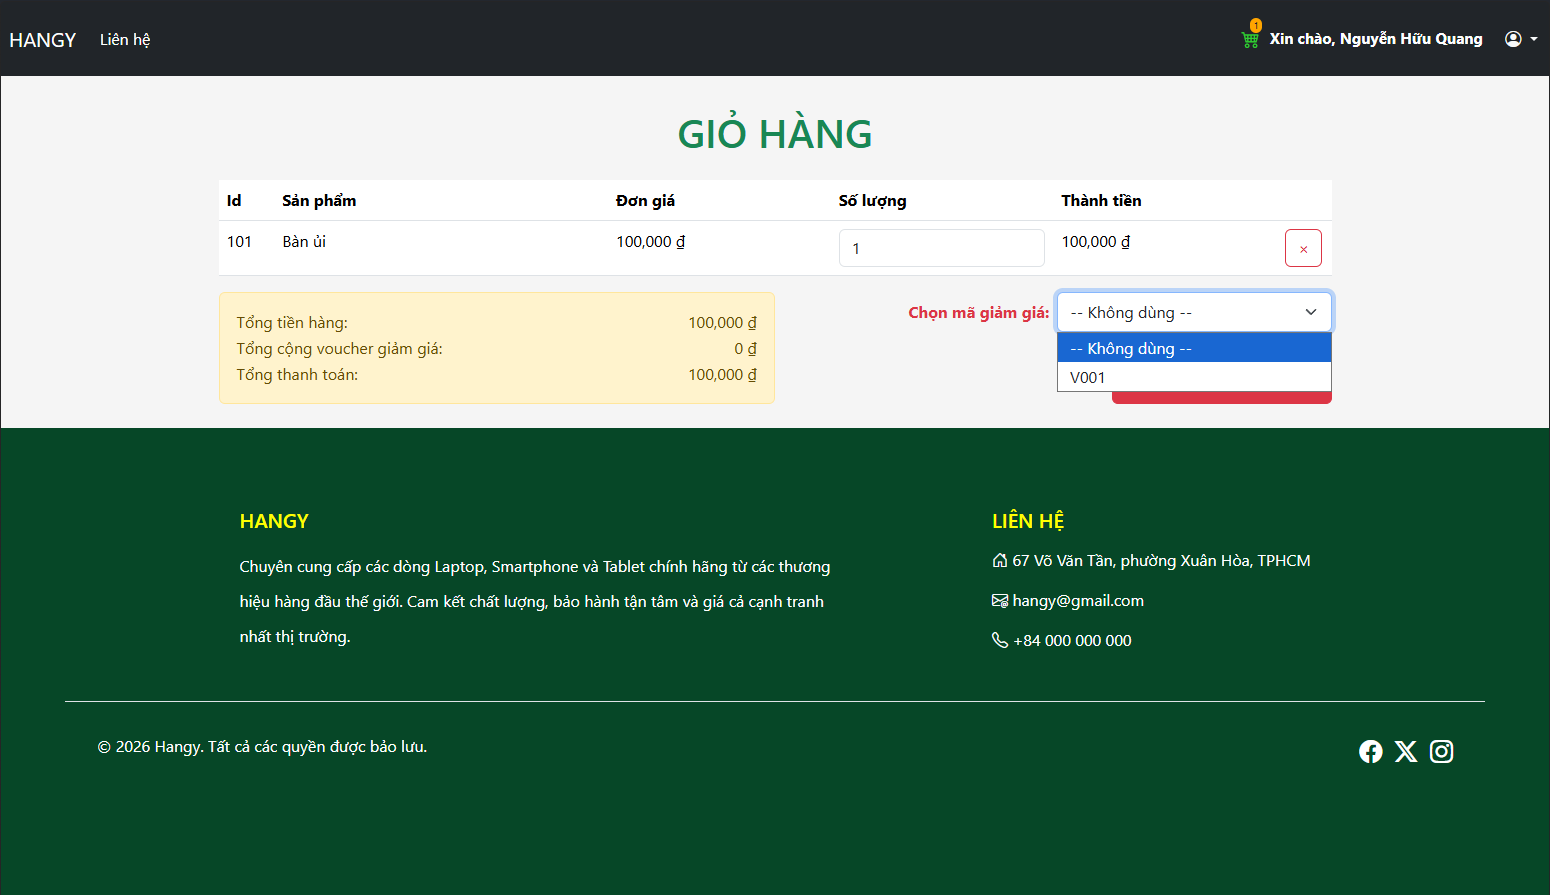 HANGY Liên hệ 1 Xin chào, Nguyễn Hữu Quang
GIỎ HÀNG
Id Sản phẩm Đơn giá Số lượng Thành tiền
101 Bàn ủi 100,000 ₫ 1 100,000 ₫ ×
Tổng tiền hàng: 100,000 ₫
Tổng cộng voucher giảm giá: 0 ₫
Tổng thanh toán: 100,000 ₫
Chọn mã giảm giá: -- Không dùng --
-- Không dùng --
V001
HANGY
Chuyên cung cấp các dòng Laptop, Smartphone và Tablet chính hãng từ các thương
hiệu hàng đầu thế giới. Cam kết chất lượng, bảo hành tận tâm và giá cả cạnh tranh
nhất thị trường.
LIÊN HỆ
67 Võ Văn Tần, phường Xuân Hòa, TPHCM
hangy@gmail.com
+84 000 000 000
© 2026 Hangy. Tất cả các quyền được bảo lưu.